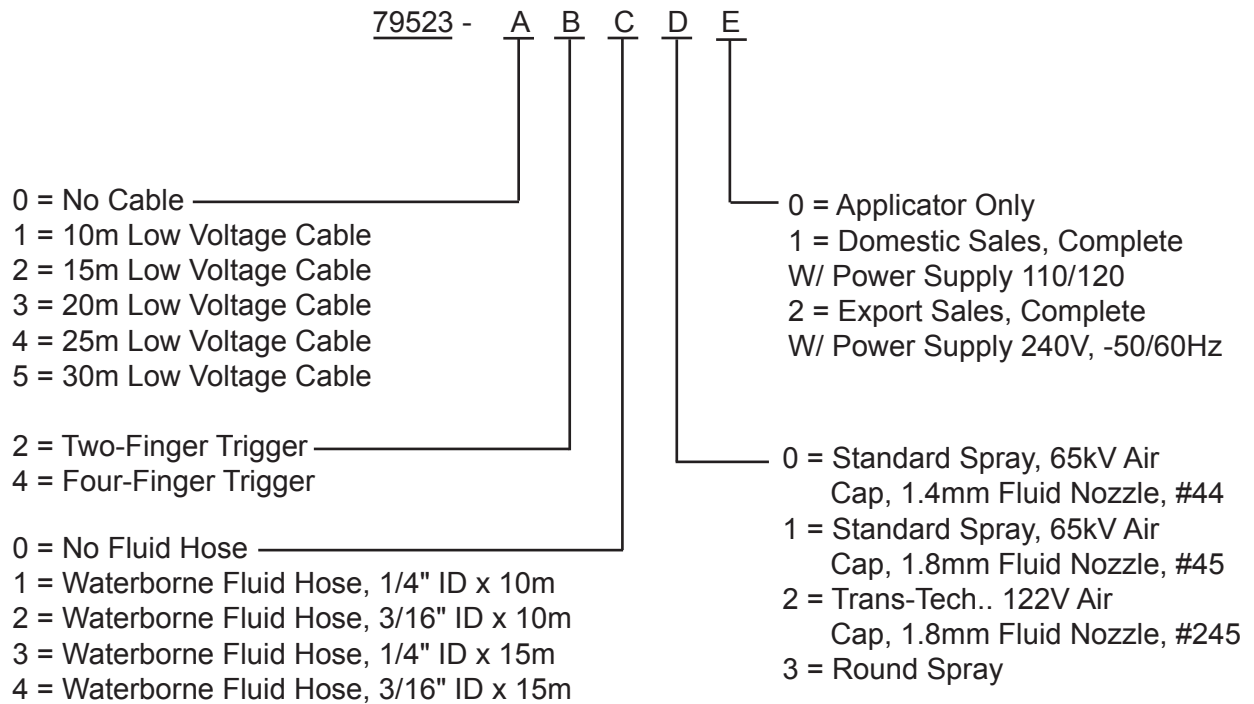 79523 - A B C D E
0 = No Cable
1 = 10m Low Voltage Cable
2 = 15m Low Voltage Cable
3 = 20m Low Voltage Cable
4 = 25m Low Voltage Cable
5 = 30m Low Voltage Cable
2 = Two-Finger Trigger
4 = Four-Finger Trigger
0 = No Fluid Hose
1 = Waterborne Fluid Hose, 1/4" ID x 10m
2 = Waterborne Fluid Hose, 3/16" ID x 10m
3 = Waterborne Fluid Hose, 1/4" ID x 15m
4 = Waterborne Fluid Hose, 3/16" ID x 15m
0 = Applicator Only
1 = Domestic Sales, Complete
W/ Power Supply 110/120
2 = Export Sales, Complete
W/ Power Supply 240V, -50/60Hz
0 = Standard Spray, 65kV Air
Cap, 1.4mm Fluid Nozzle, #44
1 = Standard Spray, 65kV Air
Cap, 1.8mm Fluid Nozzle, #45
2 = Trans-Tech.. 122V Air
Cap, 1.8mm Fluid Nozzle, #245
3 = Round Spray